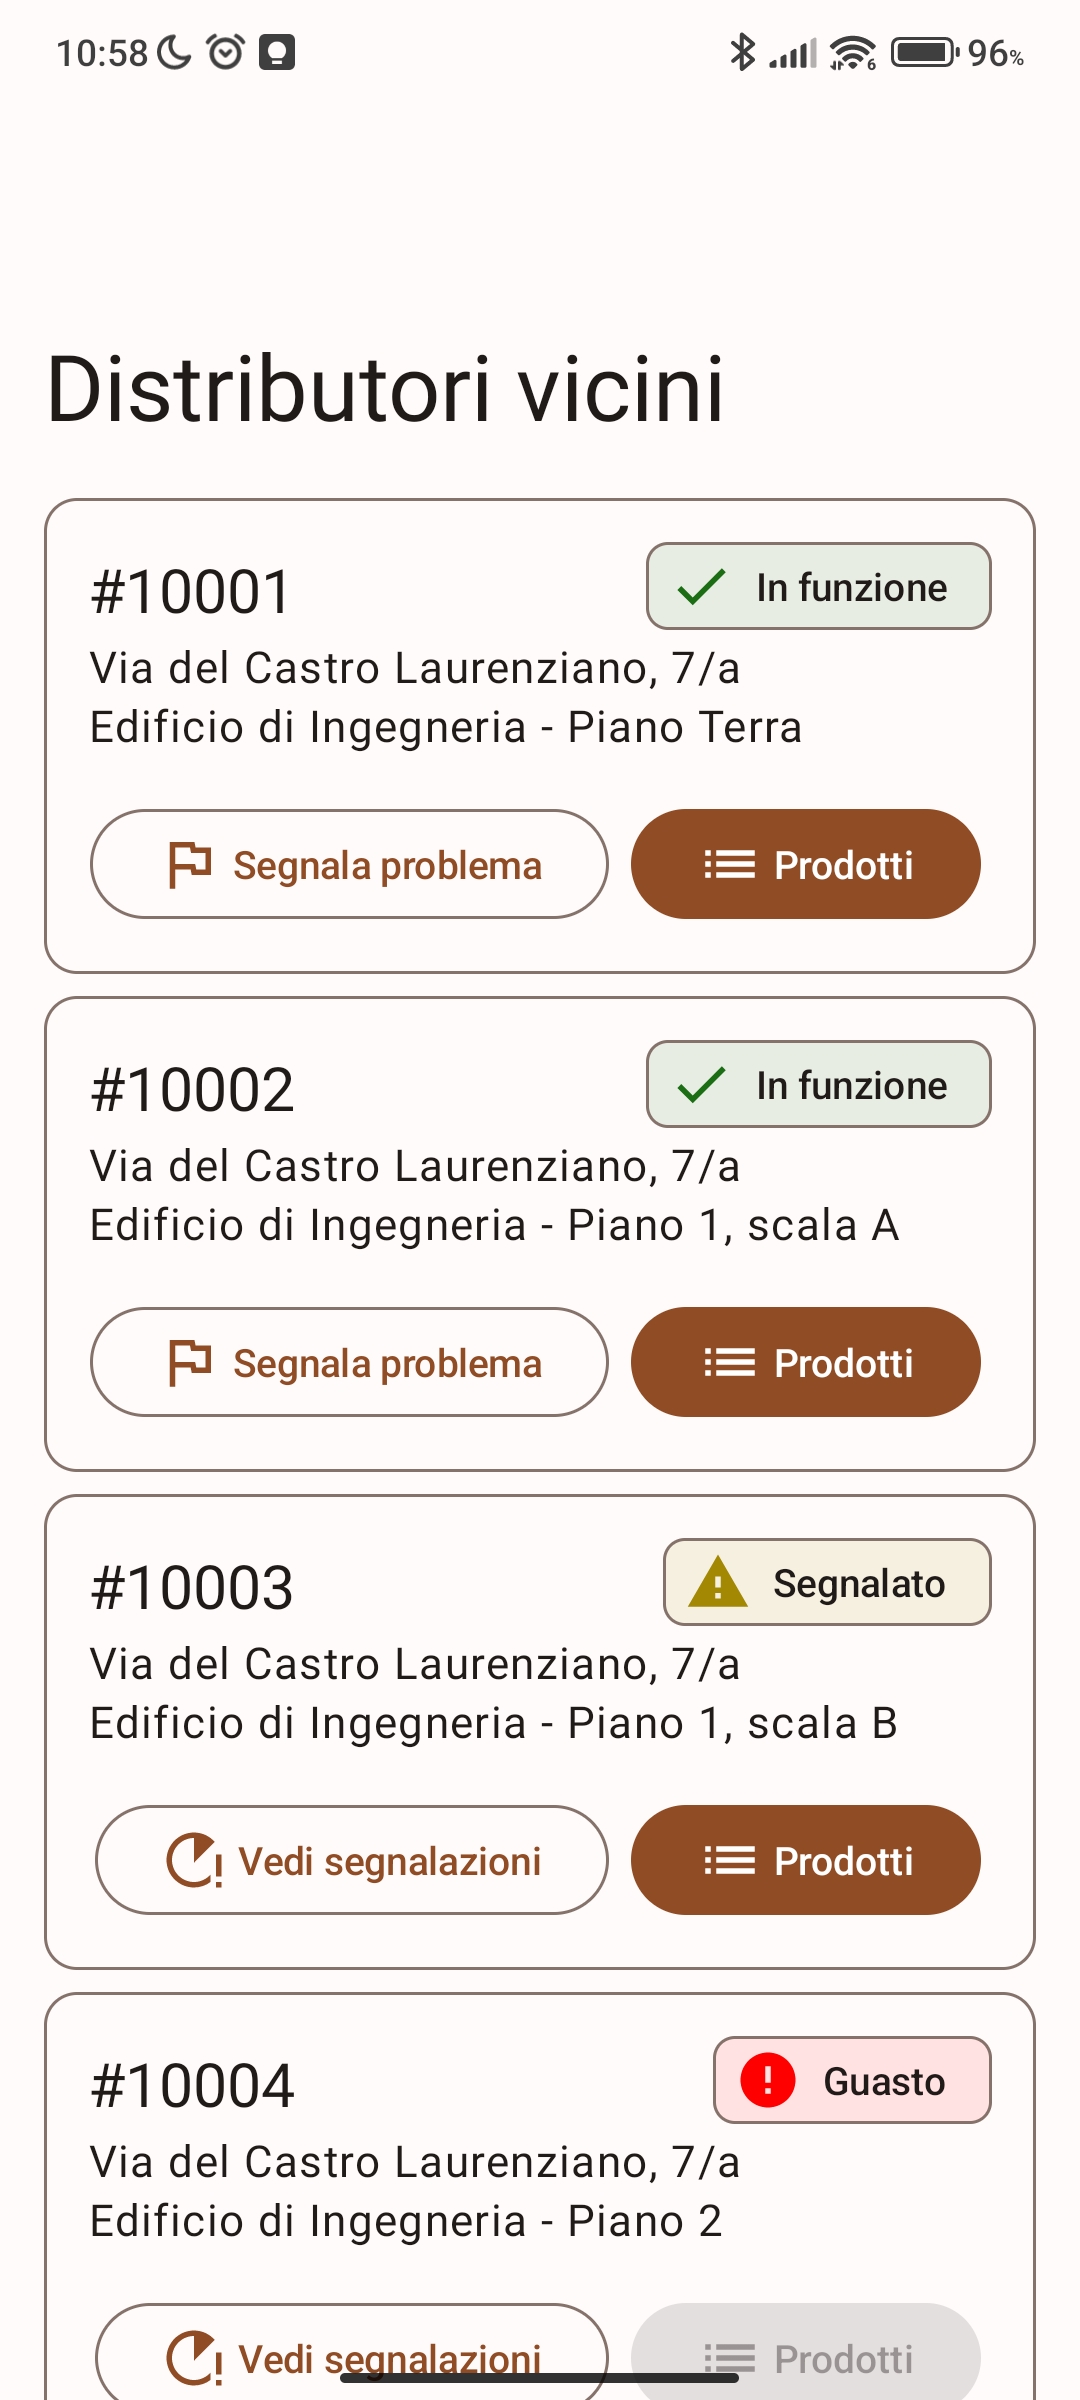 10:58
6
96%
Distributori vicini
#10001
In funzione
Via del Castro Laurenziano, 7/a
Edificio di Ingegneria - Piano Terra
Segnala problema
Prodotti
#10002
In funzione
Via del Castro Laurenziano, 7/a
Edificio di Ingegneria - Piano 1, scala A
Segnala problema
Prodotti
#10003
Segnalato
Via del Castro Laurenziano, 7/a
Edificio di Ingegneria - Piano 1, scala B
Vedi segnalazioni
Prodotti
#10004
Guasto
Via del Castro Laurenziano, 7/a
Edificio di Ingegneria - Piano 2
Vedi segnalazioni
Prodotti